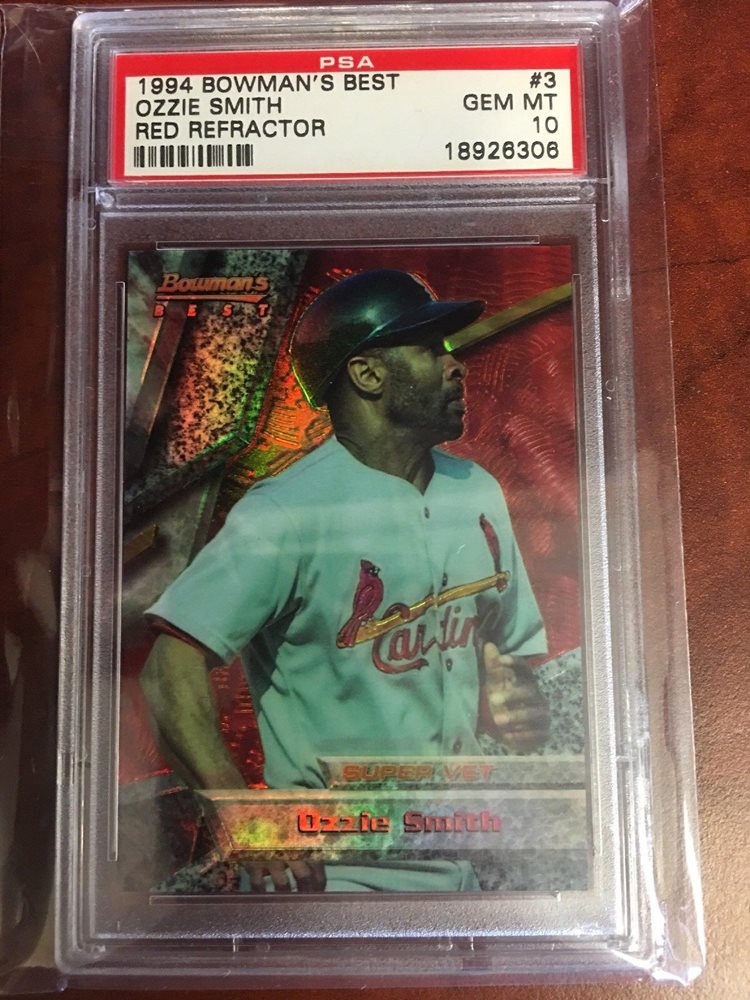 PSA
1994 BOWMAN'S BEST #3
OZZIE SMITH GEM MT
RED REFRACTOR 10
18926306
Bowman's
BEST
Cardin
SUPER VET
Ozzie Smith